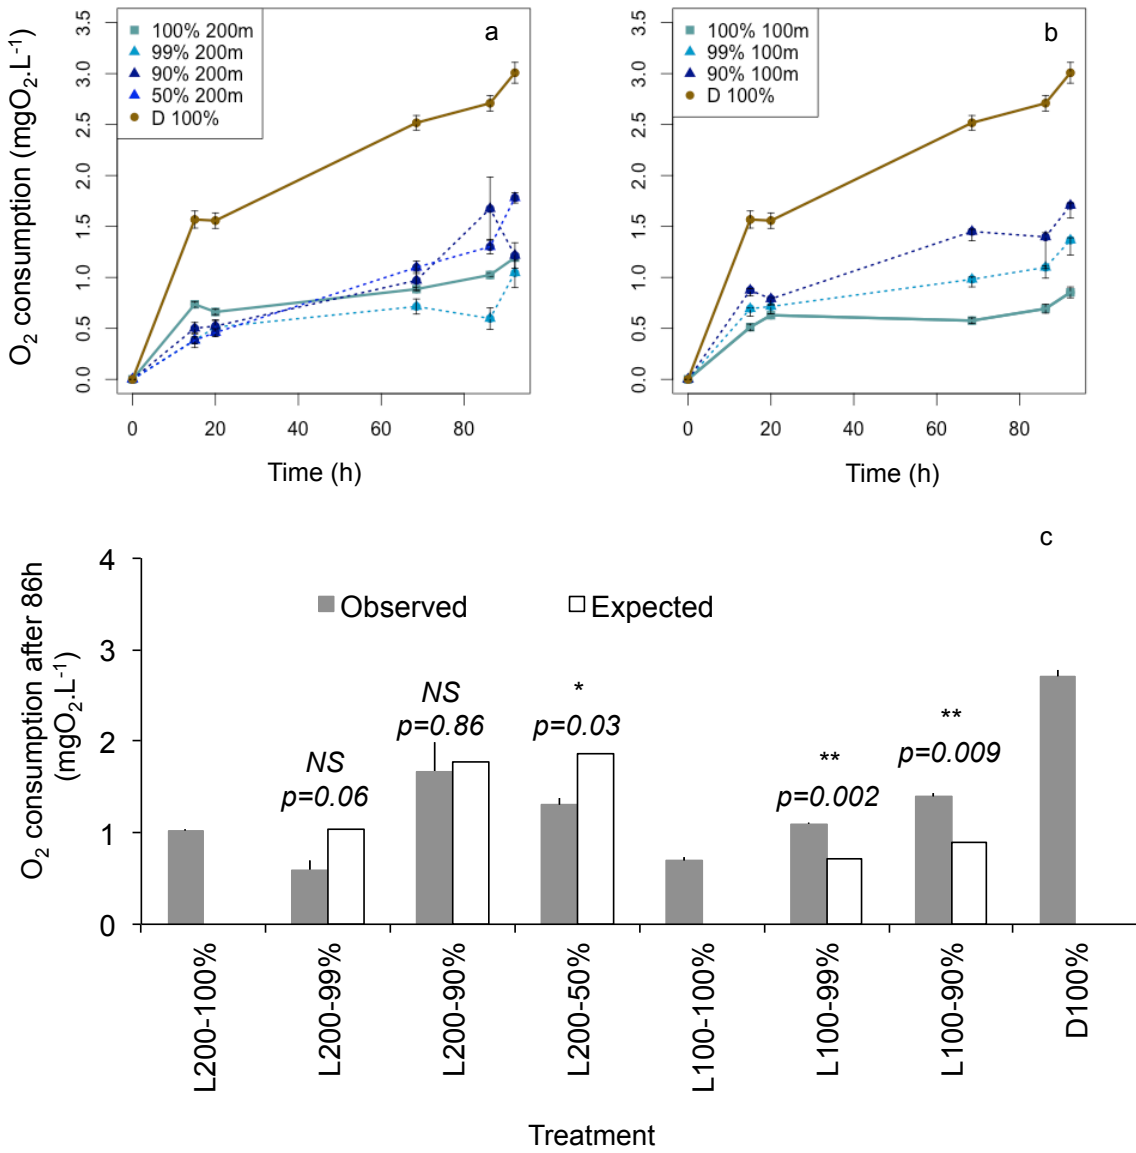 a
100% 200m
99% 200m
90% 200m
50% 200m
D 100%
O2 consumption (mgO2.L-1)
3.5
3.0
2.5
2.0
1.5
1.0
0.5
0.0
0 20 40 60 80
Time (h)
b
100% 100m
99% 100m
90% 100m
D 100%
3.5
3.0
2.5
2.0
1.5
1.0
0.5
0.0
0 20 40 60 80
Time (h)
c
O2 consumption after 86h
(mgO2.L-1)
4
3
2
1
0
Observed Expected
NS
p=0.06
NS
p=0.86
*
p=0.03
**
p=0.002
**
p=0.009
L200-100%
L200-99%
L200-90%
L200-50%
L100-100%
L100-99%
L100-90%
D100%
Treatment